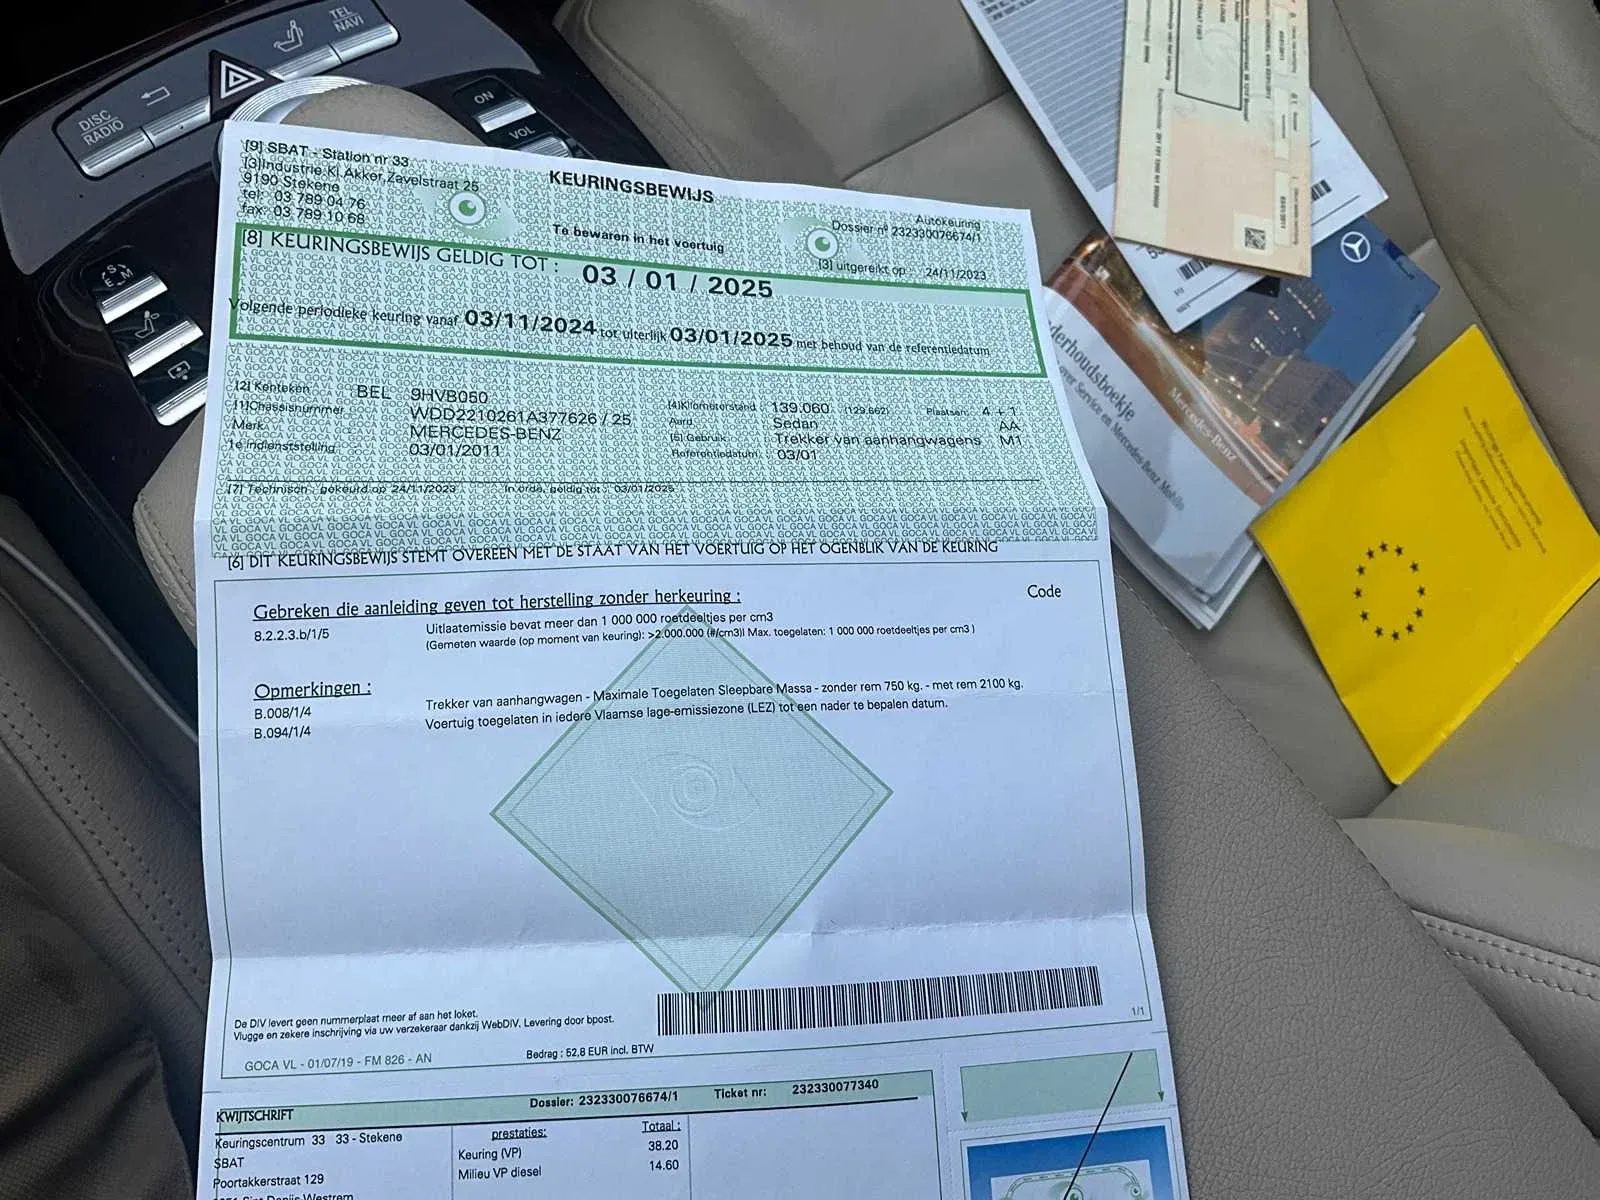 DISC
RADIO
TEL
NAVI
ON
VOL
S
E M
[9] SBAT - Station nr 33
[3]Industrie.Kl.Akker,Zavelstraat 25
9190 Stekene
tel: 03 789 04 76
fax: 03 789 10 68
KEURINGSBEWIJS
Te bewaren in het voertuig
Autokeuring
Dossier nº 232330076674/1
[3] uitgereikt op : 24/11/2023
[8] KEURINGSBEWIJS GELDIG TOT : 03 / 01 / 2025
Volgende periodieke keuring vanaf 03/11/2024 tot uiterlijk 03/01/2025 met behoud van de referentiedatum
[2] Kenteken BEL 9HVB050
[1]Chassisnummer WDD2210261A377626 / 25
Merk MERCEDES-BENZ
1e indienststelling 03/01/2011
[4]Kilometerstand : 139.060 (129.662) Plaatsen: 4 + 1
Aard Sedan AA
[5] Gebruik Trekker van aanhangwagens M1
Referentiedatum : 03/01
[7] Technisch : gekeurd op 24/11/2023 In orde, geldig tot : 03/01/2025
[6] DIT KEURINGSBEWIJS STEMT OVEREEN MET DE STAAT VAN HET VOERTUIG OP HET OGENBLIK VAN DE KEURING
Gebreken die aanleiding geven tot herstelling zonder herkeuring : Code
8.2.2.3.b/1/5 Uitlaatemissie bevat meer dan 1 000 000 roetdeeltjes per cm3
(Gemeten waarde (op moment van keuring): >2.000.000 (#/cm3)| Max. toegelaten: 1 000 000 roetdeeltjes per cm3 )
Opmerkingen :
B.008/1/4 Trekker van aanhangwagen - Maximale Toegelaten Sleepbare Massa - zonder rem 750 kg. - met rem 2100 kg.
B.094/1/4 Voertuig toegelaten in iedere Vlaamse lage-emissiezone (LEZ) tot een nader te bepalen datum.
De DIV levert geen nummerplaat meer af aan het loket.
Vlugge en zekere inschrijving via uw verzekeraar dankzij WebDIV. Levering door bpost.
1/1
GOCA VL - 01/07/19 - FM 826 - AN
Bedrag : 52,8 EUR incl. BTW
KWIJTSCHRIFT Dossier: 232330076674/1 Ticket nr: 232330077340
Keuringscentrum 33 33 - Stekene
SBAT
Poortakkerstraat 129
prestaties: Totaal :
Keuring (VP) 38.20
Milieu VP diesel 14.60
derhoudsboekje
over Service en Mercedes-Benz Mobilo
Mercedes-Benz